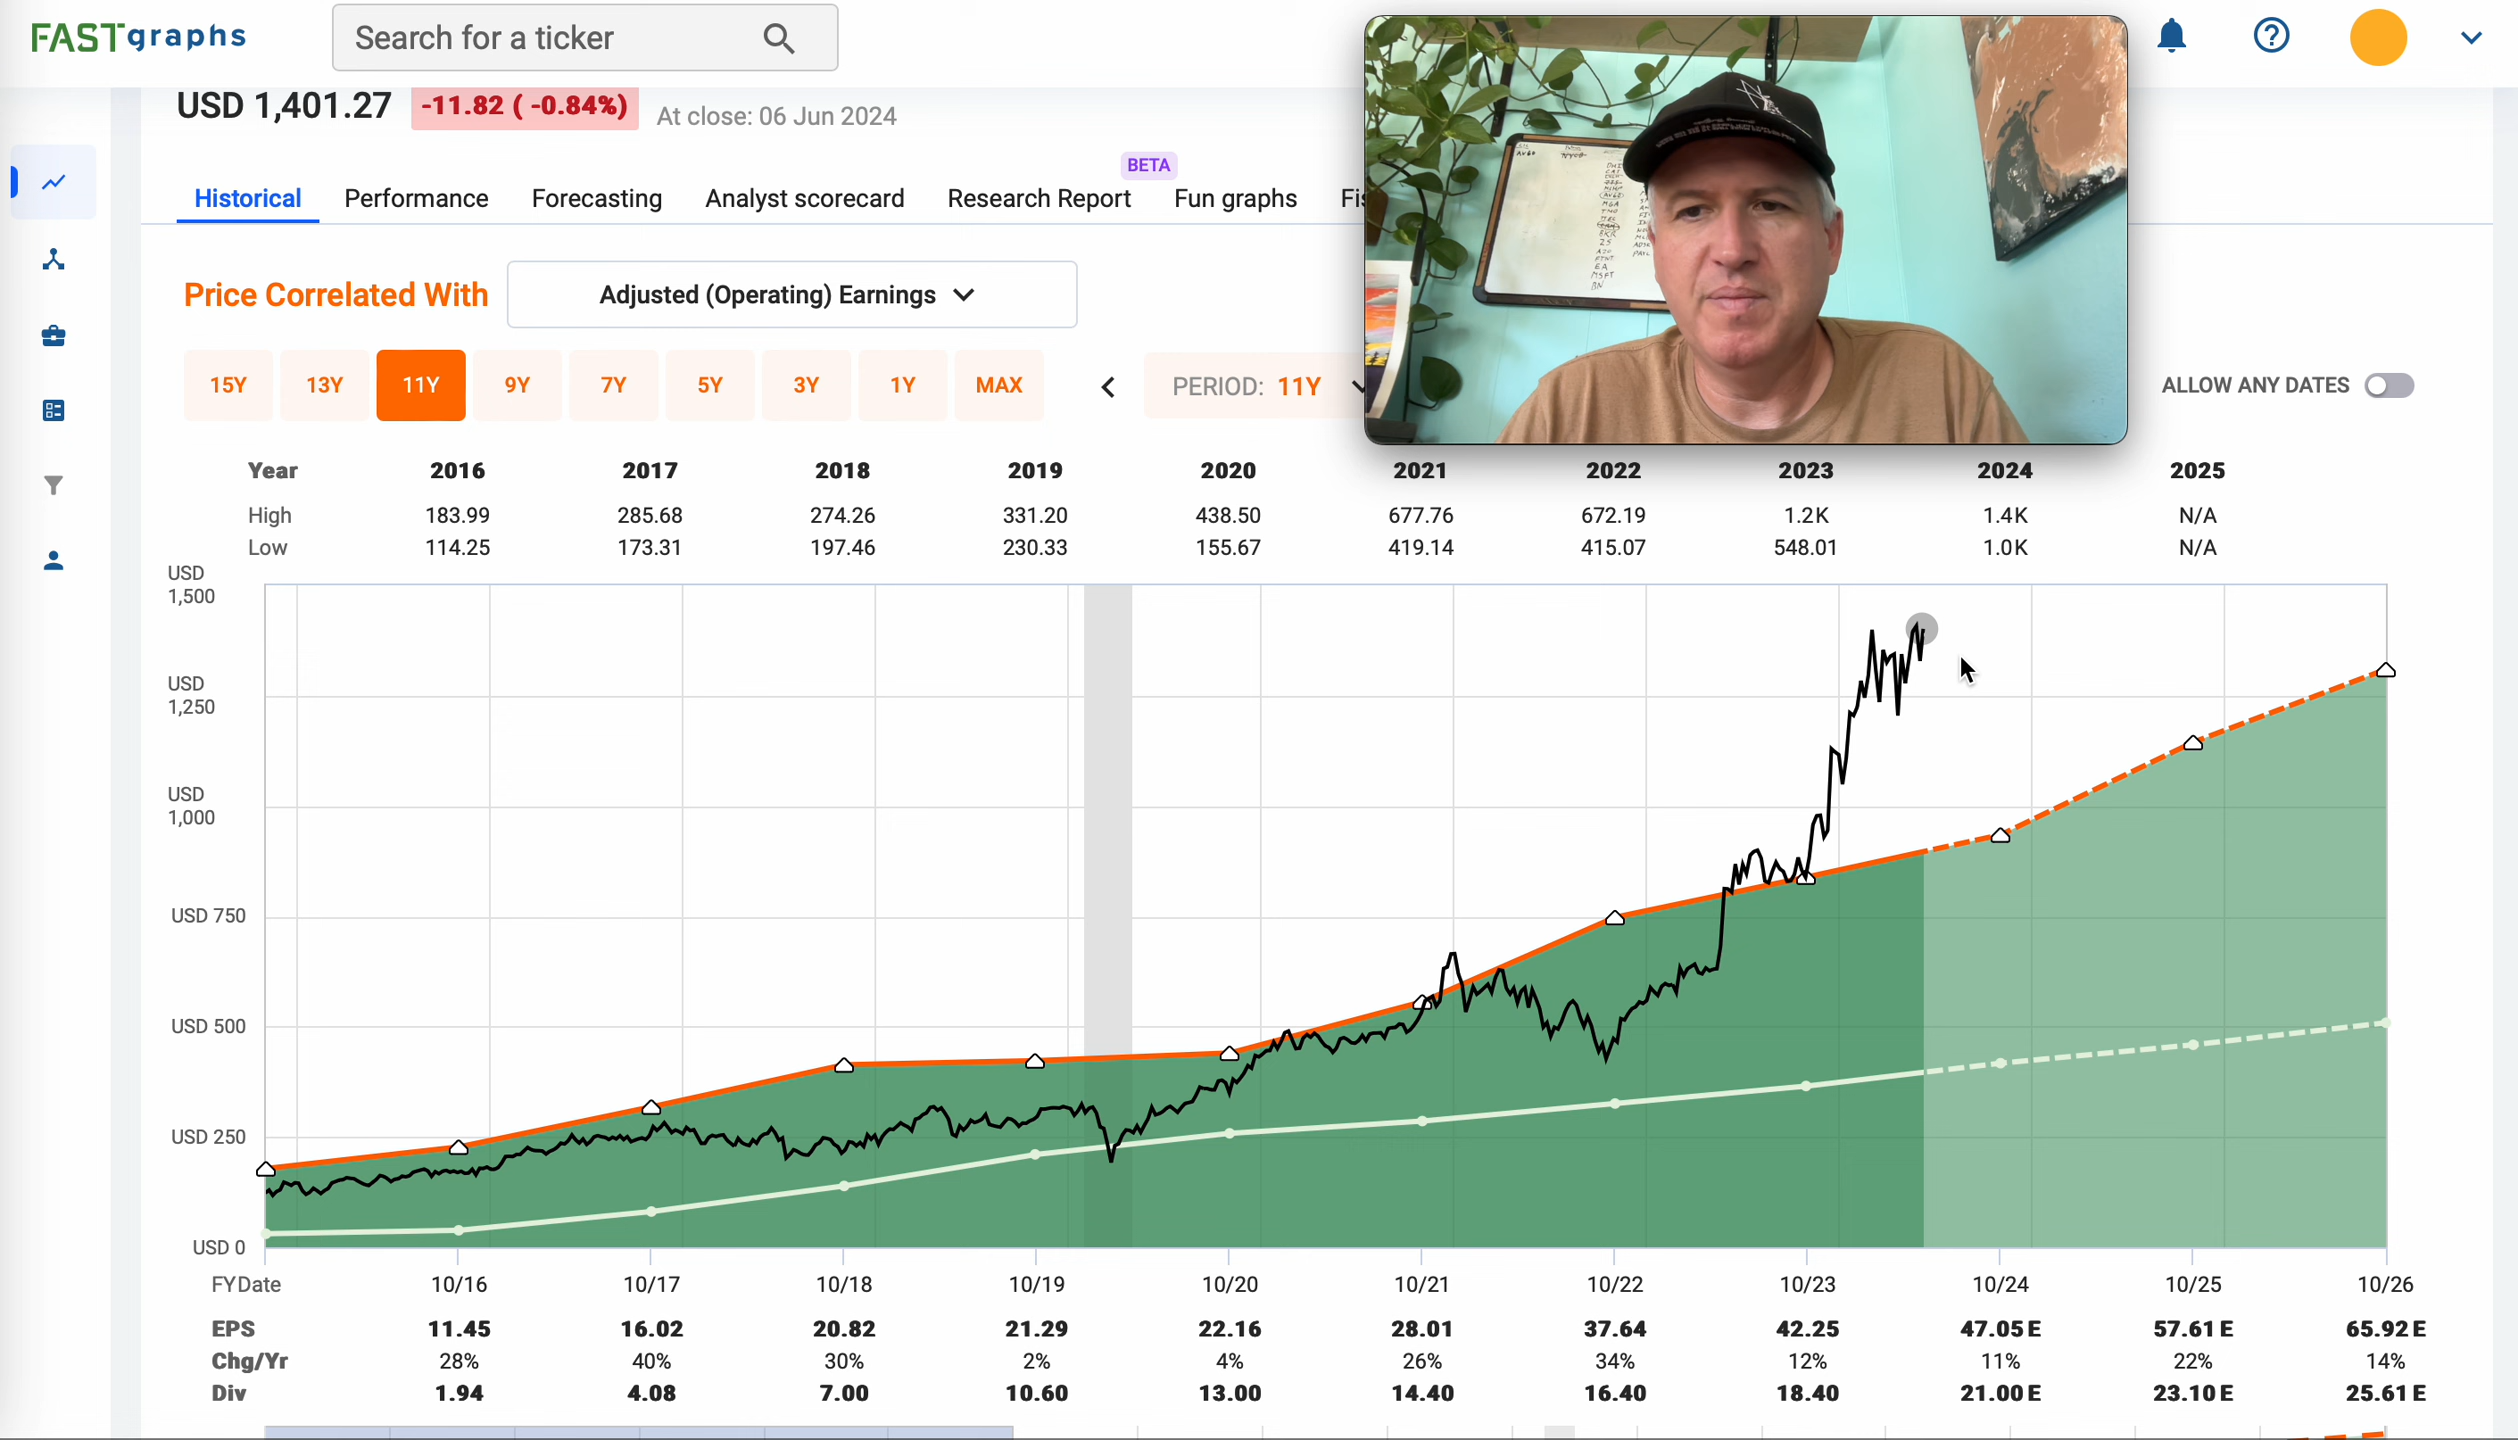 FASTgraphs
Search for a ticker
USD 1,401.27 -11.82 ( -0.84%) At close: 06 Jun 2024
BETA
Historical Performance Forecasting Analyst scorecard Research Report Fun graphs
Price Correlated With Adjusted (Operating) Earnings
15Y 13Y 11Y 9Y 7Y 5Y 3Y 1Y MAX PERIOD: 11Y ALLOW ANY DATES
Year 2016 2017 2018 2019 2020 2021 2022 2023 2024 2025
High 183.99 285.68 274.26 331.20 438.50 677.76 672.19 1.2K 1.4K N/A
Low 114.25 173.31 197.46 230.33 155.67 419.14 415.07 548.01 1.0K N/A
USD
1,500
USD
1,250
USD
1,000
USD 750
USD 500
USD 250
USD 0
FYDate 10/16 10/17 10/18 10/19 10/20 10/21 10/22 10/23 10/24 10/25 10/26
EPS 11.45 16.02 20.82 21.29 22.16 28.01 37.64 42.25 47.05E 57.61E 65.92E
Chg/Yr 28% 40% 30% 2% 4% 26% 34% 12% 11% 22% 14%
Div 1.94 4.08 7.00 10.60 13.00 14.40 16.40 18.40 21.00E 23.10E 25.61E
EA
MSFT
BN